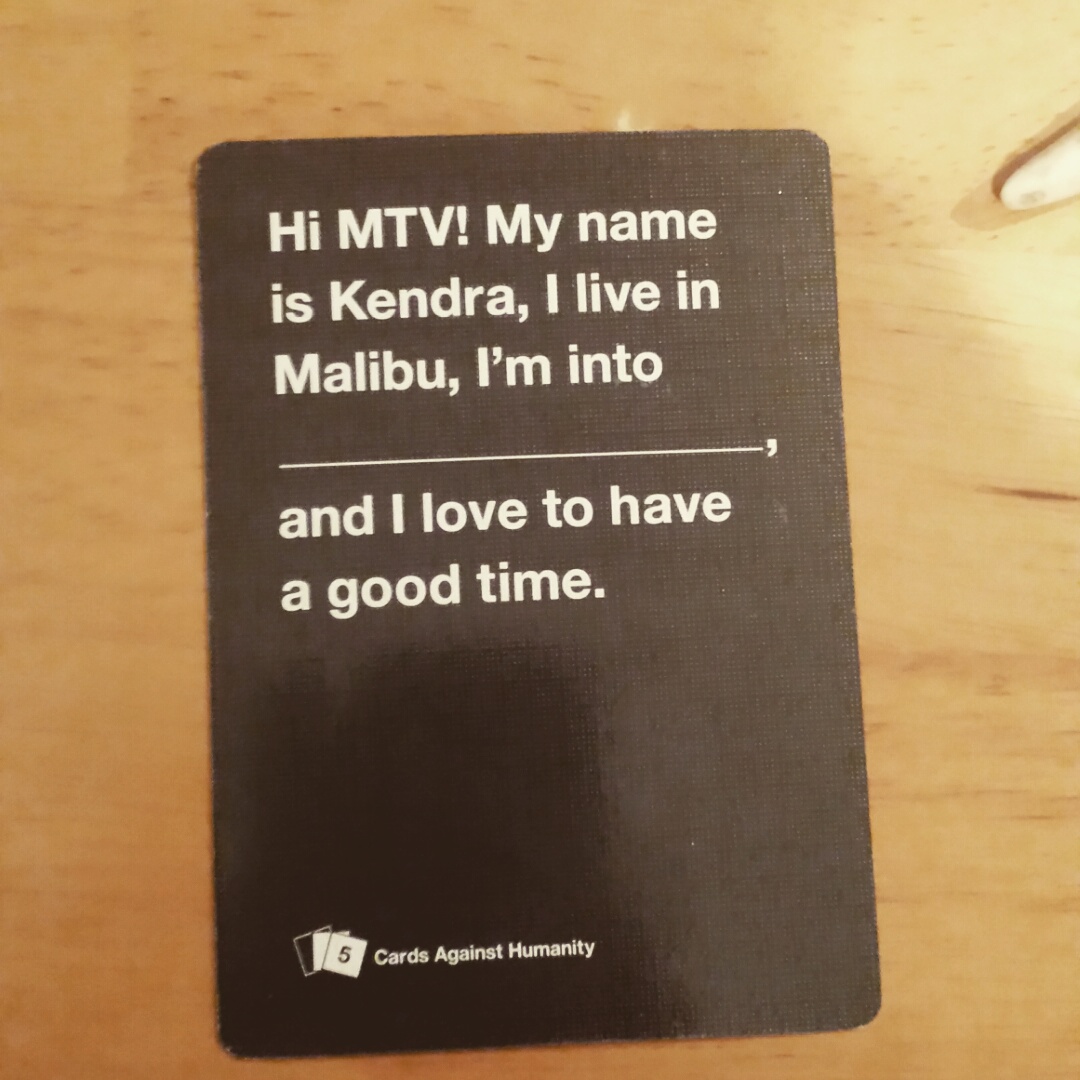 Hi MTV! My name
is Kendra, I live in
Malibu, I'm into
__________,
and I love to have
a good time.
5 Cards Against Humanity